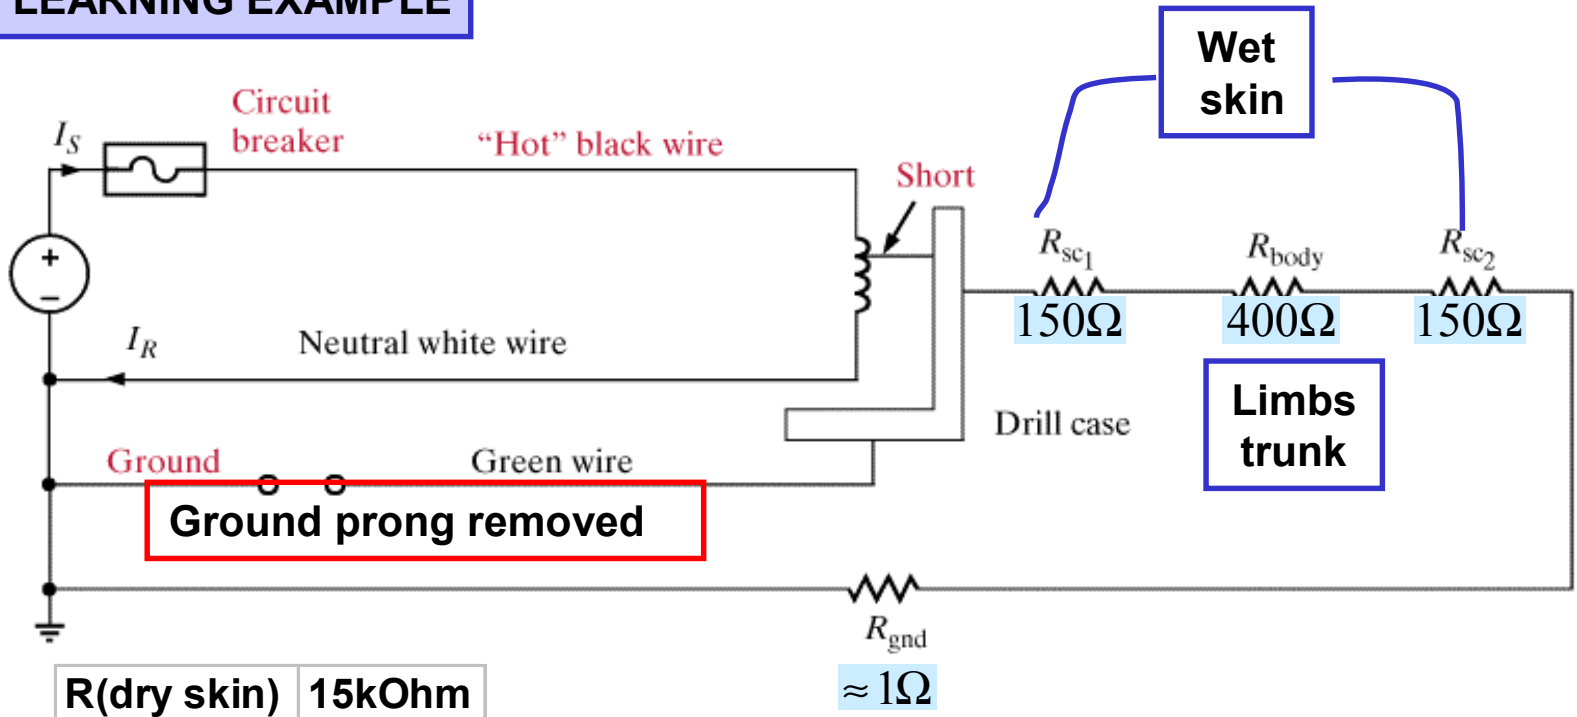 LEARNING EXAMPLE
Wet
skin
Circuit
breaker
I_S
“Hot” black wire
Short
+
−
R_sc1
R_body
R_sc2
150Ω
400Ω
150Ω
I_R
Neutral white wire
Limbs
trunk
Drill case
Ground
Green wire
Ground prong removed
R_gnd
≈1Ω
R(dry skin) 15kOhm